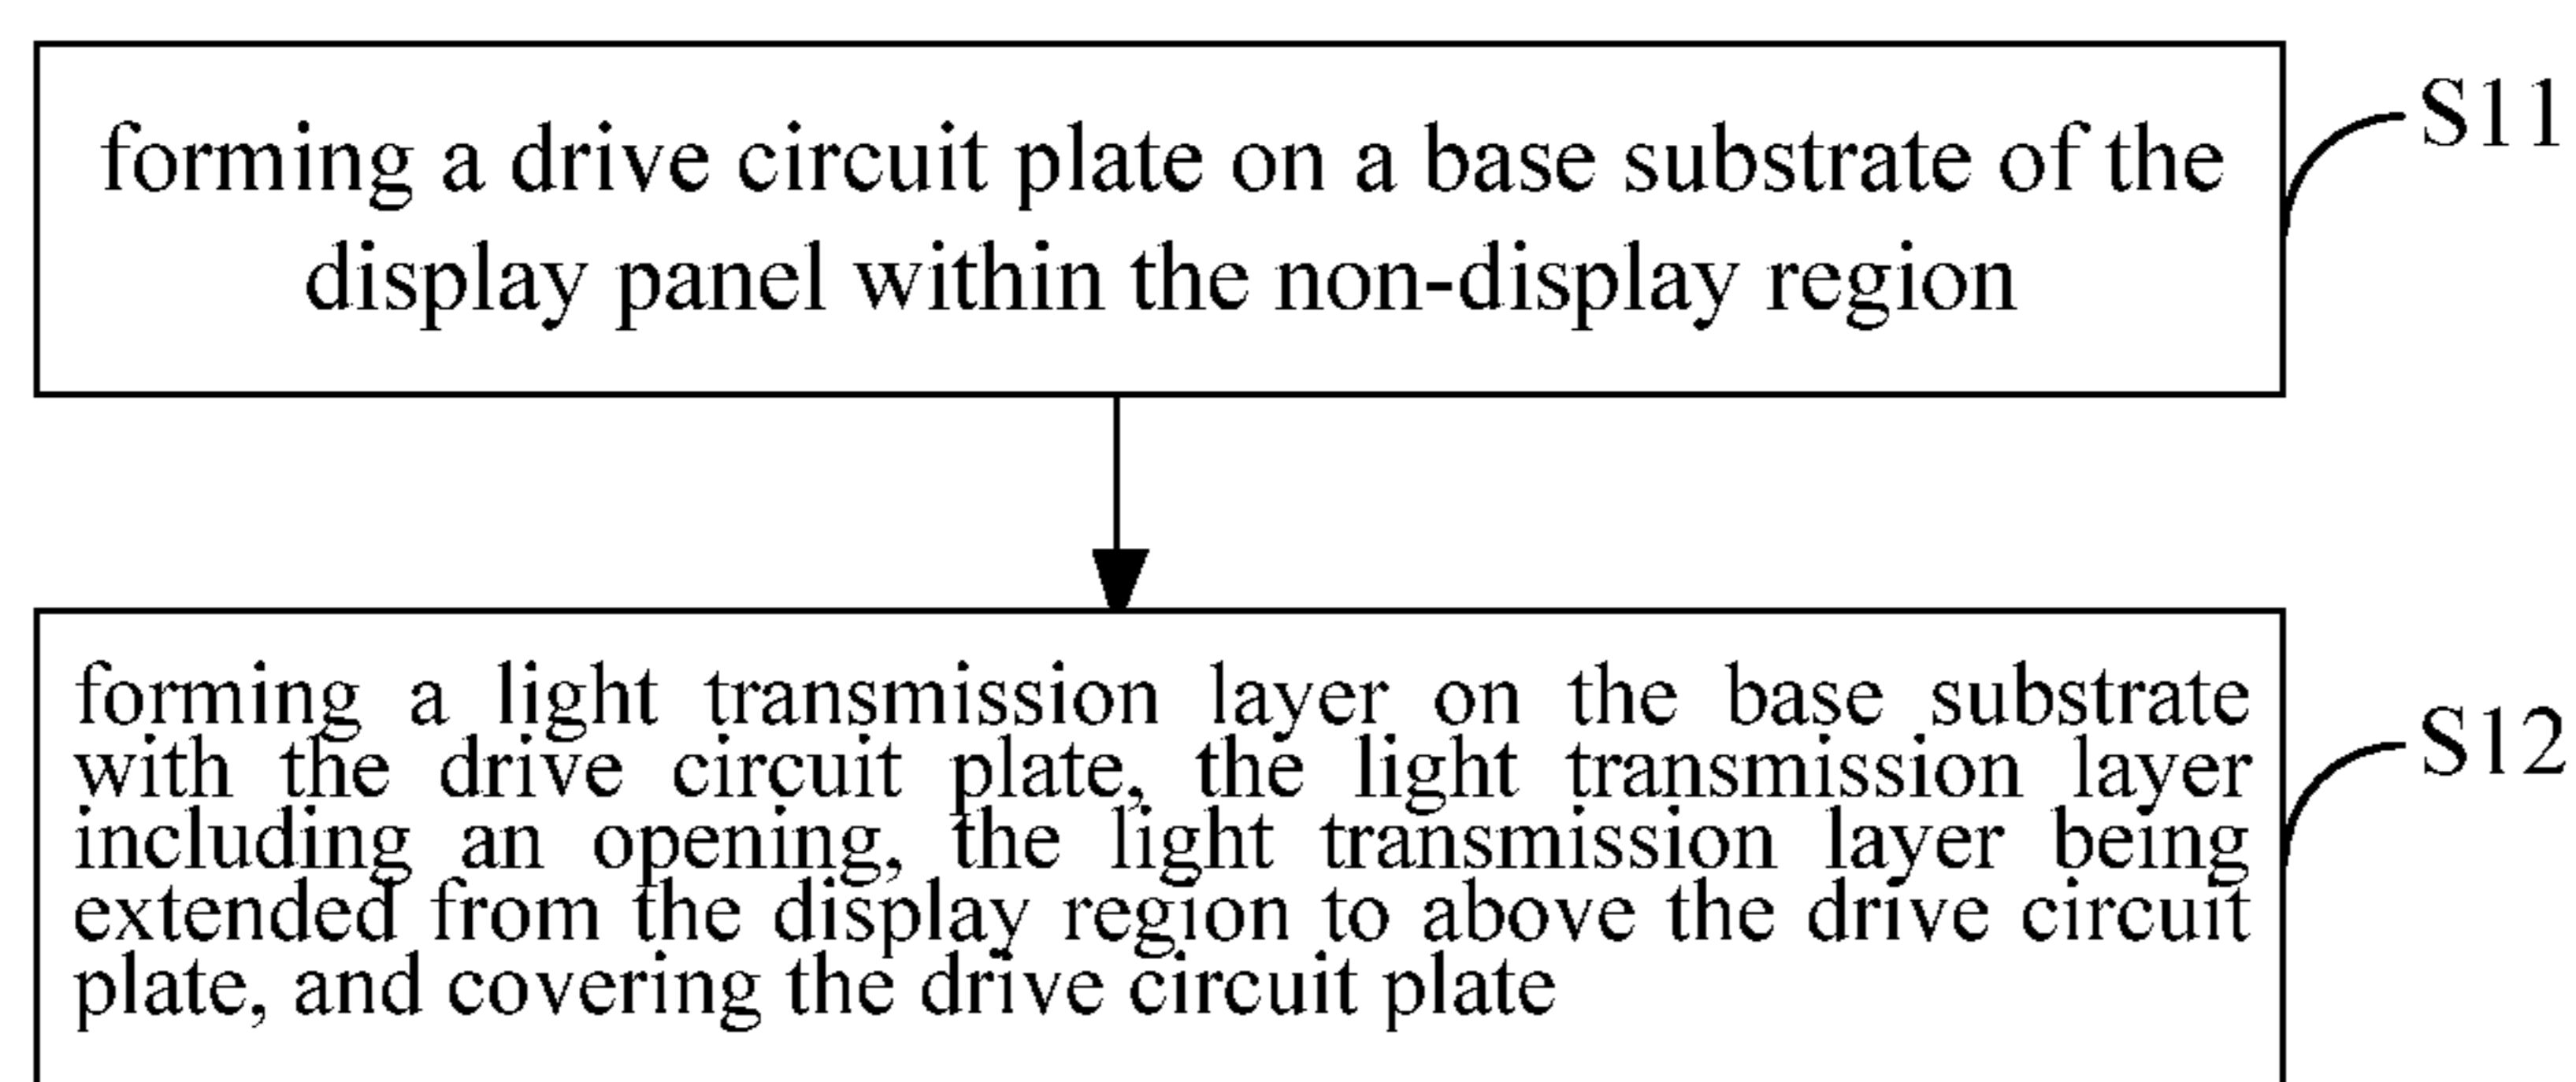 forming a drive circuit plate on a base substrate of the
display panel within the non-display region
S11
forming a light transmission layer on the base substrate
with the drive circuit plate, the light transmission layer
including an opening, the light transmission layer being
extended from the display region to above the drive circuit
plate, and covering the drive circuit plate
S12